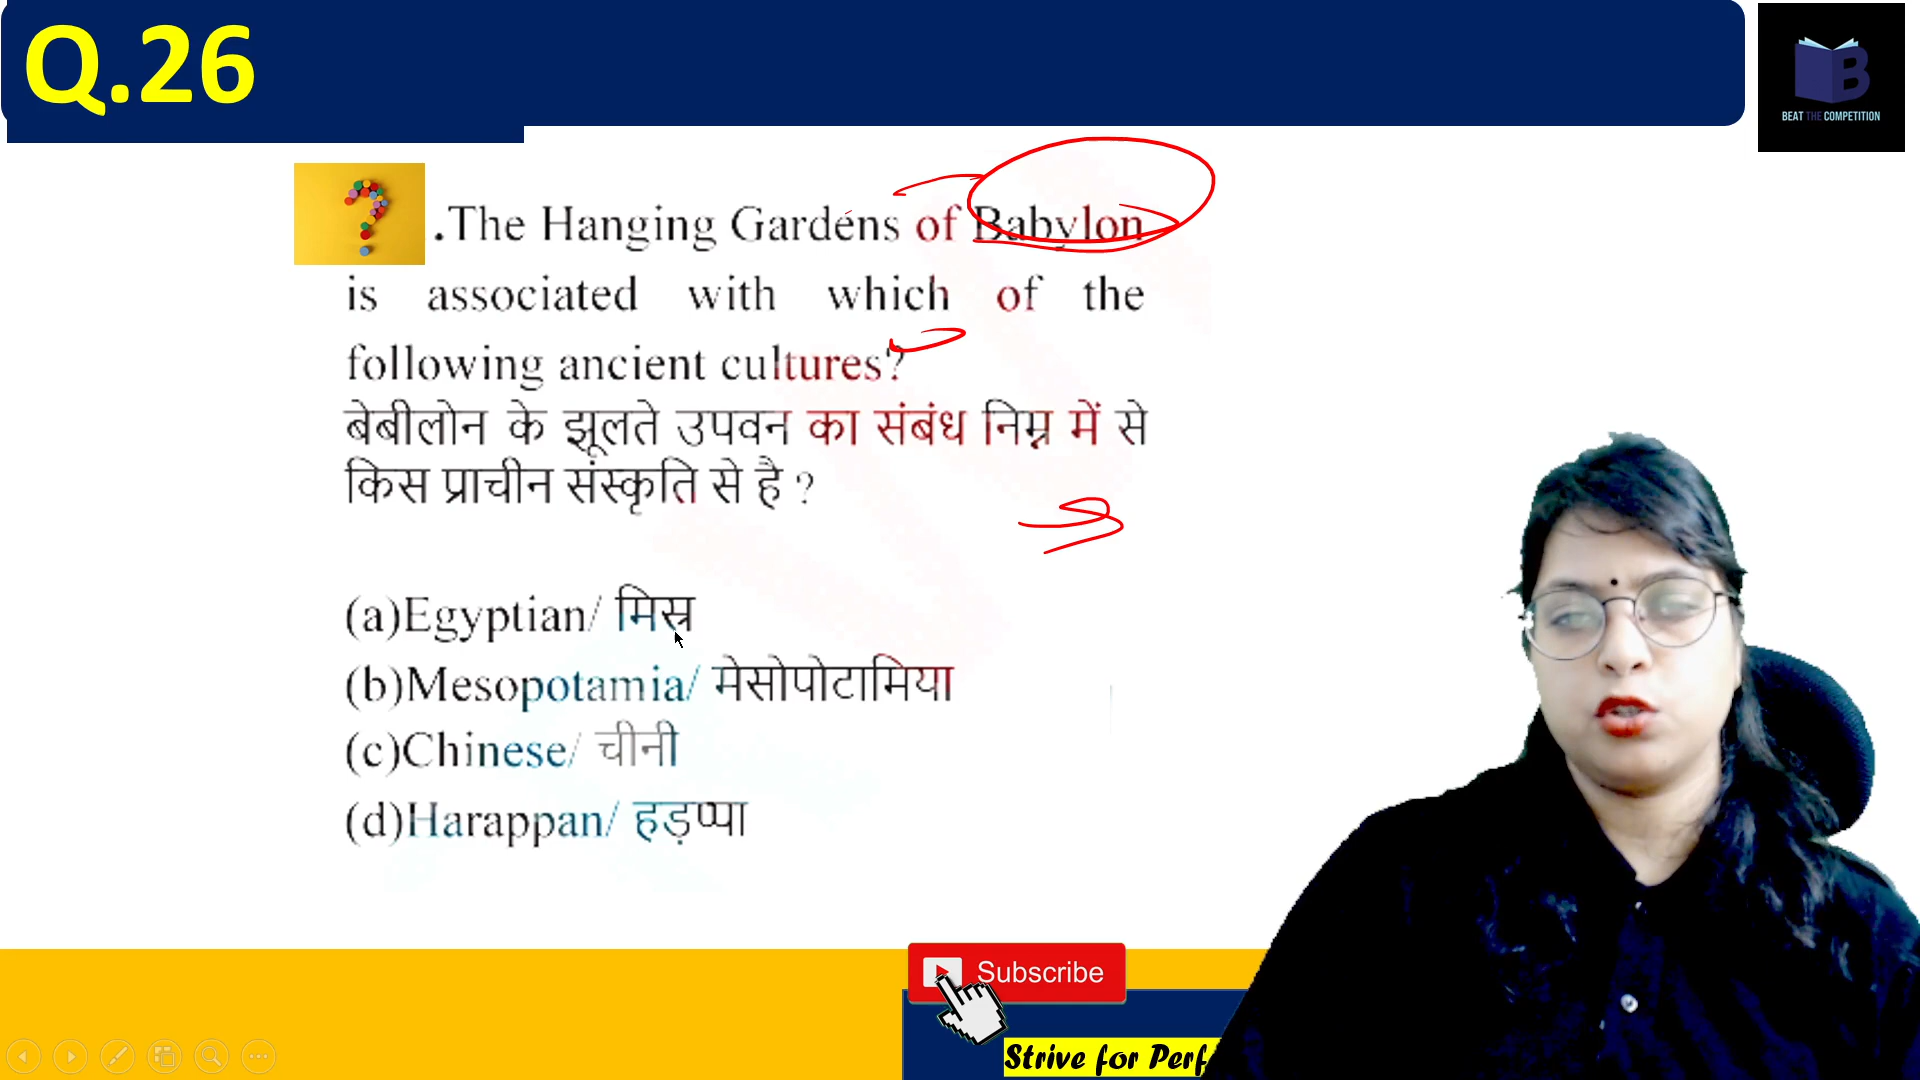 Q.26
BEAT THE COMPETITION
.The Hanging Gardens of Babylon
is associated with which of the
following ancient cultures?
बेबीलोन के झूलते उपवन का संबंध निम्न में से
किस प्राचीन संस्कृति से है ?
(a)Egyptian/ मिस्र
(b)Mesopotamia/ मेसोपोटामिया
(c)Chinese/ चीनी
(d)Harappan/ हड़प्पा
Subscribe
Strive for Perf